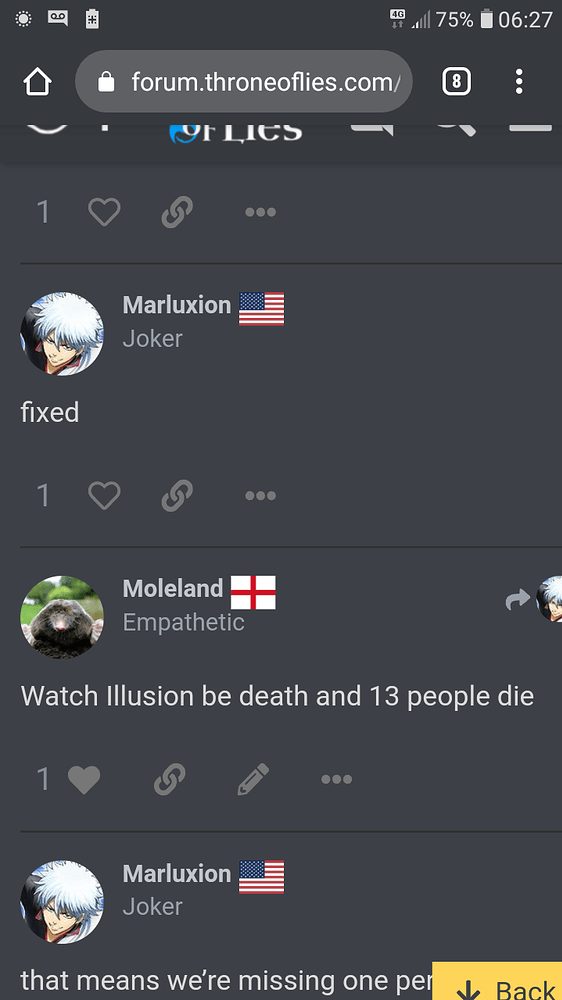 4G 75% 06:27
forum.throneoflies.com/ 8
OF LIES
1
Marluxion
Joker
fixed
1
Moleland
Empathetic
Watch Illusion be death and 13 people die
1
Marluxion
Joker
that means we’re missing one per
Back